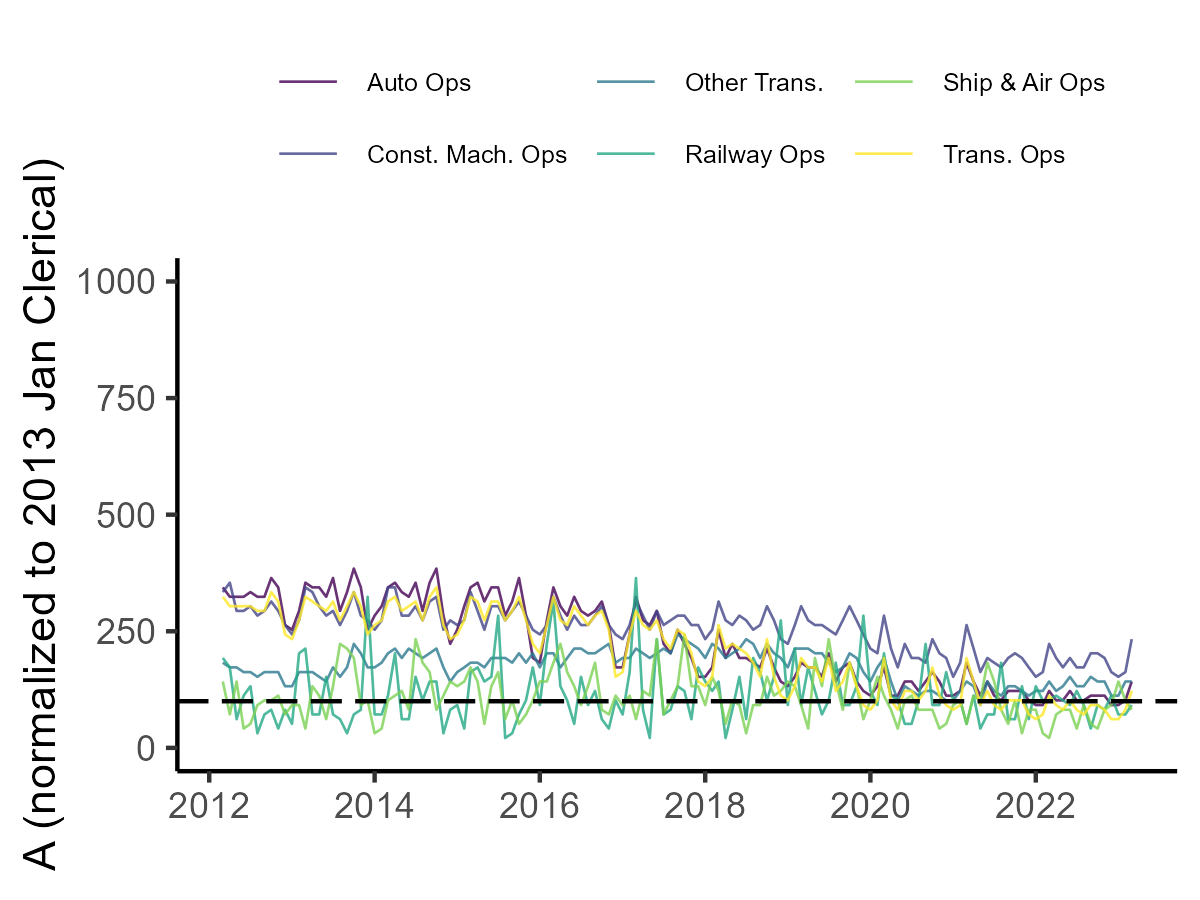 Auto Ops
Other Trans.
Ship & Air Ops
Const. Mach. Ops
Railway Ops
Trans. Ops
A (normalized to 2013 Jan Clerical)
1000
750
500
250
0
2012 2014 2016 2018 2020 2022